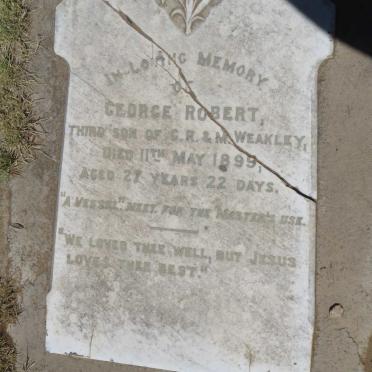 IN LOVING MEMORY
OF
GEORGE ROBERT,
THIRD SON OF G.R. & M. WEAKLEY,
DIED 11TH MAY 1899,
AGED 27 YEARS 22 DAYS.
"A VESSEL" MEET FOR THE MASTER'S USE.
"WE LOVED THEE WELL, BUT JESUS
LOVES THEE BEST."